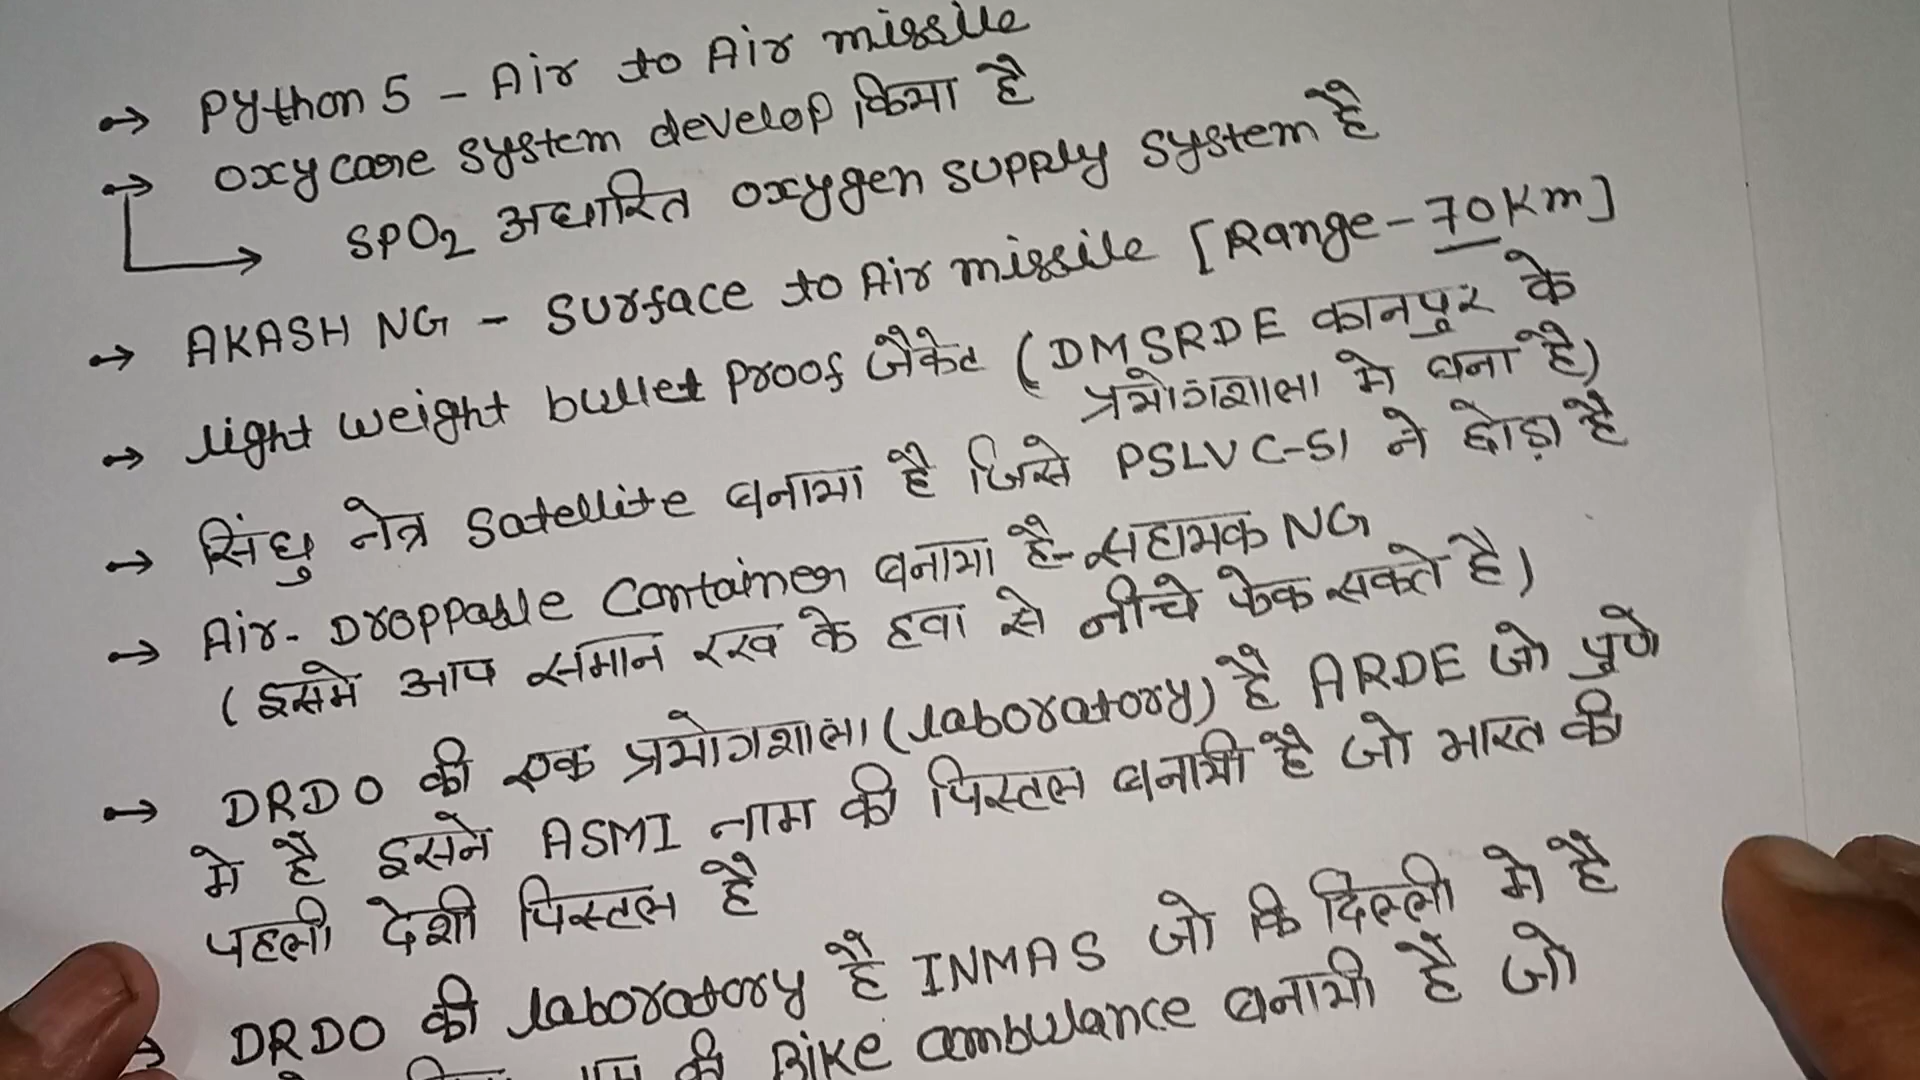 → Python 5 - Air to Air missile
→ oxycare system develop किया है
→ SPO2 अधारित oxygen supply system है
→ AKASH NG - Surface to Air missile [Range-70Km]
→ light weight bullet proof जैकेट (DMSRDE कानपुर के
प्रयोगशाला मे बना है)
→ सिंधु नेत्र satellite बनाया है जिसे PSLV C-51 ने छोड़ा है
→ Air-Droppable Container बनाया है-सहायक NG
(इसमे आप समान रख के हवा से नीचे फेक सकते है)
→ DRDO की एक प्रयोगशाला (laboratory) है ARDE जो पुणे
मे है इसने ASMI नाम की पिस्तल बनायी है जो भारत की
पहली देशी पिस्तल है
→ DRDO की laboratory है INMAS जो कि दिल्ली मे है
की Bike ambulance बनायी है जो